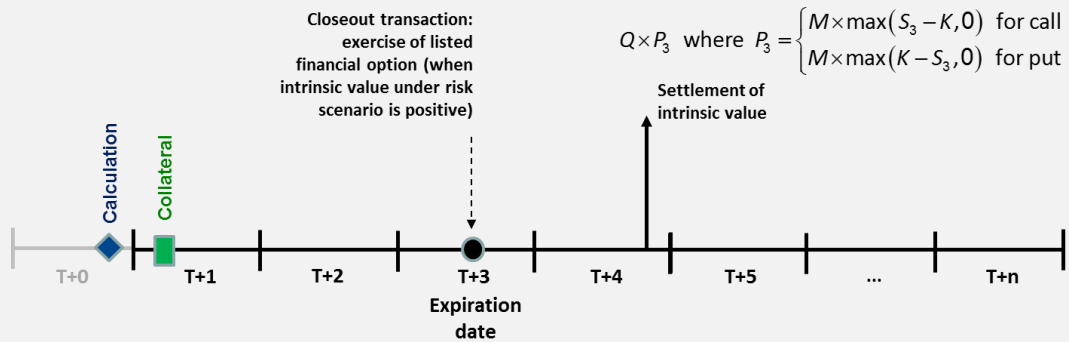 Closeout transaction:
exercise of listed
financial option (when
intrinsic value under risk
scenario is positive)
Q×P₃ where P₃ = { M×max(S₃−K,0) for call
M×max(K−S₃,0) for put
Settlement of
intrinsic value
Calculation
Collateral
T+0
T+1
T+2
T+3
T+4
T+5
...
T+n
Expiration
date